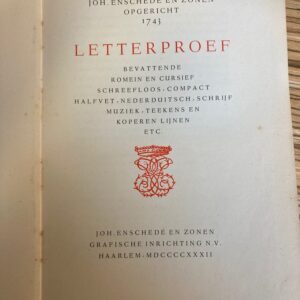 JOH. ENSCHEDÉ EN ZONEN
OPGERICHT
1743
LETTERPROEF
BEVATTENDE
ROMEIN EN CURSIEF
SCHREEFLOOS · COMPACT
HALFVET · NEDERDUITSCH · SCHRIJF
MUZIEK · TEEKENS EN
KOPEREN LIJNEN
ETC.
JOH. ENSCHEDÉ EN ZONEN
GRAFISCHE INRICHTING N.V.
HAARLEM · MDCCCCXXXII